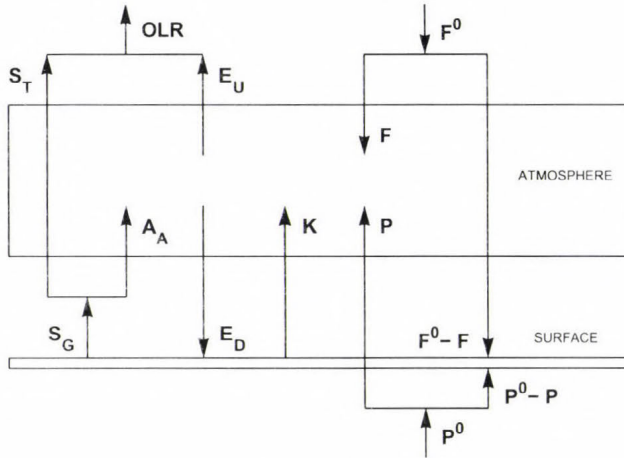 OLR
F⁰
S_T
E_U
F
ATMOSPHERE
A_A
K
P
S_G
E_D
F⁰– F
SURFACE
P⁰– P
P⁰